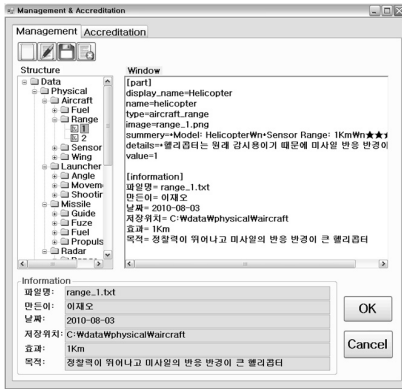 Management & Accreditation
Management Accreditation
Structure
Data
Physical
Aircraft
Fuel
Range
1
2
Sensor
Wing
Launcher
Angle
Movem
Shootir
Missile
Guide
Fuze
Fuel
Propuls
Radar
Window
[part]
display_name=Helicopter
name=helicopter
type=aircraft_range
image=range_1.png
summery=•Model: Helicopter₩n•Sensor Range: 1Km₩n★★
details=•헬리콥터는 원래 감시용이기 때문에 미사일 반응 반경이
value=1
[information]
파일명= range_1.txt
만든이= 이재오
날짜= 2010-08-03
저장위치= C:₩data₩physical₩aircraft
효과= 1Km
목적= 정찰력이 뛰어나고 미사일의 반응 반경이 큰 헬리콥터
Information
파일명: range_1.txt
만든이: 이재오
날짜: 2010-08-03
저장위치: C:₩data₩physical₩aircraft
효과: 1Km
목적: 정찰력이 뛰어나고 미사일의 반응 반경이 큰 헬리콥터
OK
Cancel